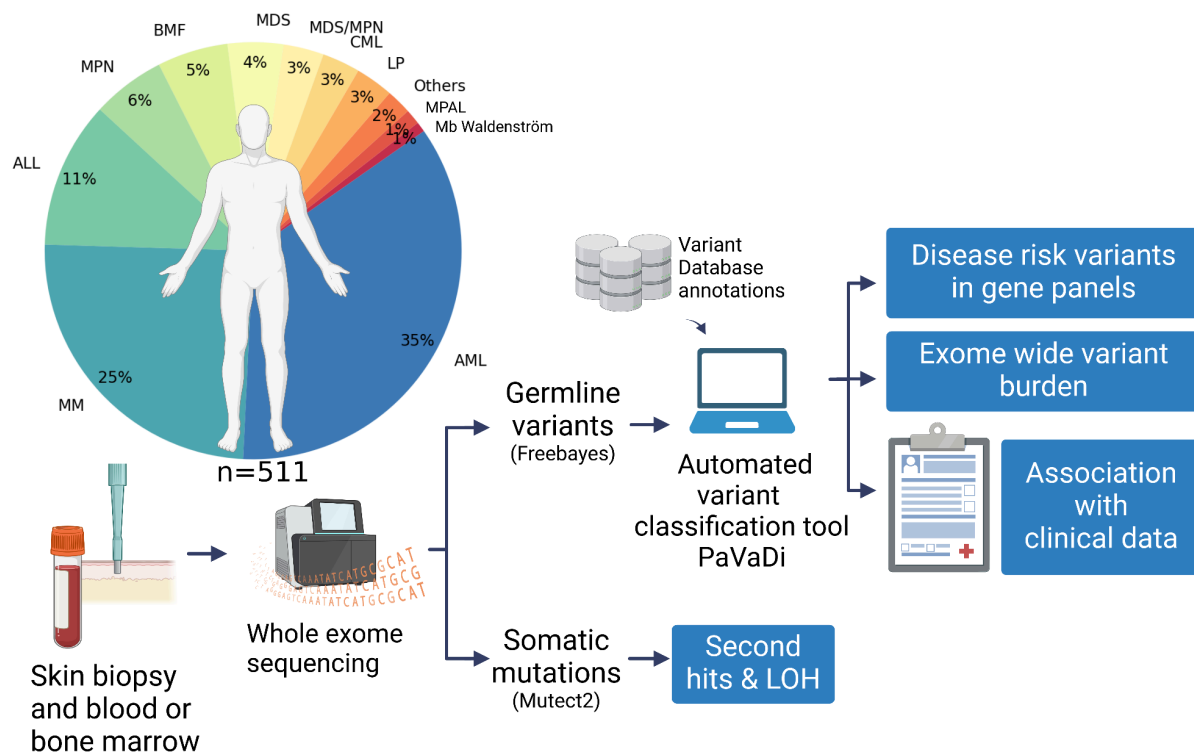 MDS
MDS/MPN
BMF
CML
LP
MPN
Others
MPAL
Mb Waldenström
ALL
4%
3%
5%
3%
6%
3%
2%
1%
1%
11%
35%
AML
25%
MM
n=511
Variant
Database
annotations
Disease risk variants
in gene panels
Exome wide variant
burden
Germline
variants
(Freebayes)
Automated
variant
classification tool
PaVaDi
Association
with
clinical data
Whole exome
sequencing
Somatic
mutations
(Mutect2)
Second
hits & LOH
Skin biopsy
and blood or
bone marrow